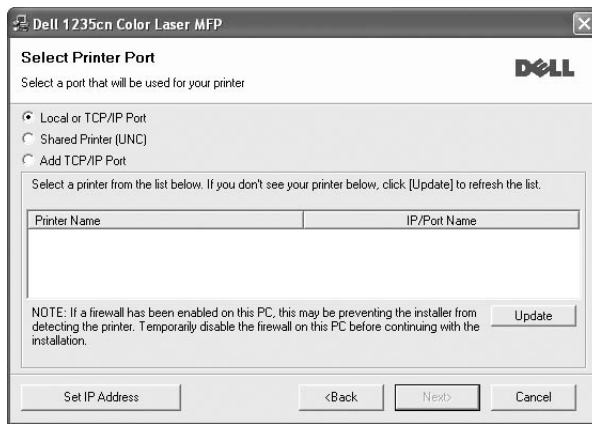 Dell 1235cn Color Laser MFP
Select Printer Port
Select a port that will be used for your printer
DELL
Local or TCP/IP Port
Shared Printer (UNC)
Add TCP/IP Port
Select a printer from the list below. If you don't see your printer below, click [Update] to refresh the list.
Printer Name IP/Port Name
NOTE: If a firewall has been enabled on this PC, this may be preventing the installer from
detecting the printer. Temporarily disable the firewall on this PC before continuing with the
installation.
Update
Set IP Address <Back Next> Cancel